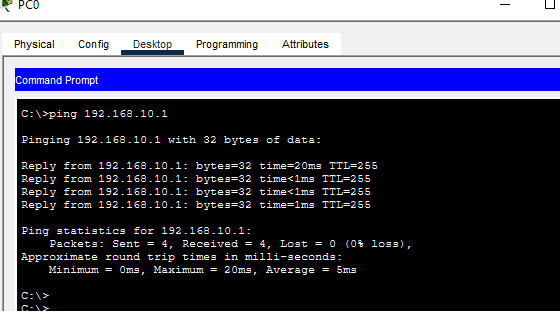 PC0
Physical Config Desktop Programming Attributes
Command Prompt
C:\>ping 192.168.10.1
Pinging 192.168.10.1 with 32 bytes of data:
Reply from 192.168.10.1: bytes=32 time=20ms TTL=255
Reply from 192.168.10.1: bytes=32 time<1ms TTL=255
Reply from 192.168.10.1: bytes=32 time<1ms TTL=255
Reply from 192.168.10.1: bytes=32 time=1ms TTL=255
Ping statistics for 192.168.10.1:
Packets: Sent = 4, Received = 4, Lost = 0 (0% loss),
Approximate round trip times in milli-seconds:
Minimum = 0ms, Maximum = 20ms, Average = 5ms
C:\>
C:\>